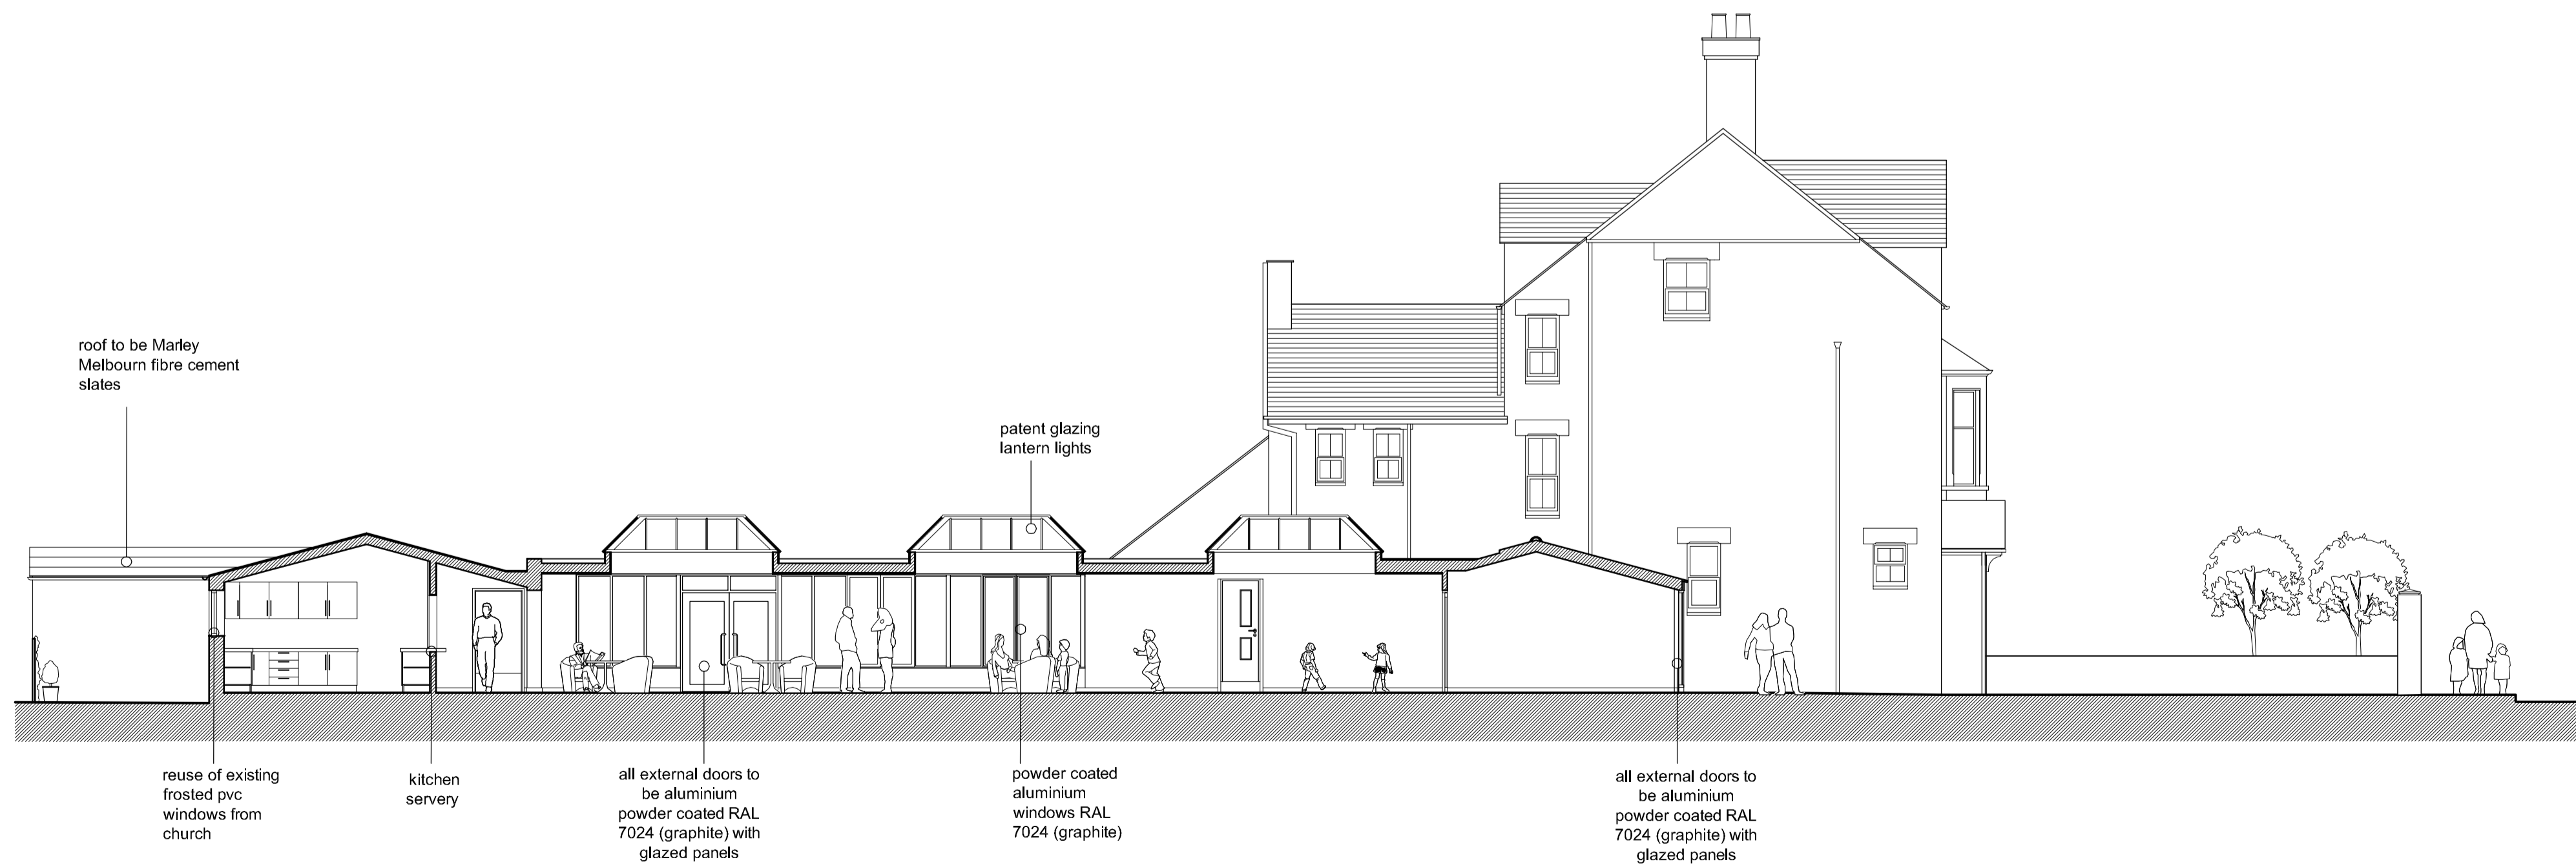 roof to be Marley
Melbourn fibre cement
slates
patent glazing
lantern lights
reuse of existing
frosted pvc
windows from
church
kitchen
servery
all external doors to
be aluminium
powder coated RAL
7024 (graphite) with
glazed panels
powder coated
aluminium
windows RAL
7024 (graphite)
all external doors to
be aluminium
powder coated RAL
7024 (graphite) with
glazed panels